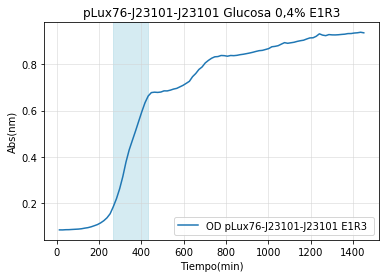 pLux76-J23101-J23101 Glucosa 0,4% E1R3
Abs(nm)
0.8
0.6
0.4
0.2
OD pLux76-J23101-J23101 E1R3
0 200 400 600 800 1000 1200 1400
Tiempo(min)